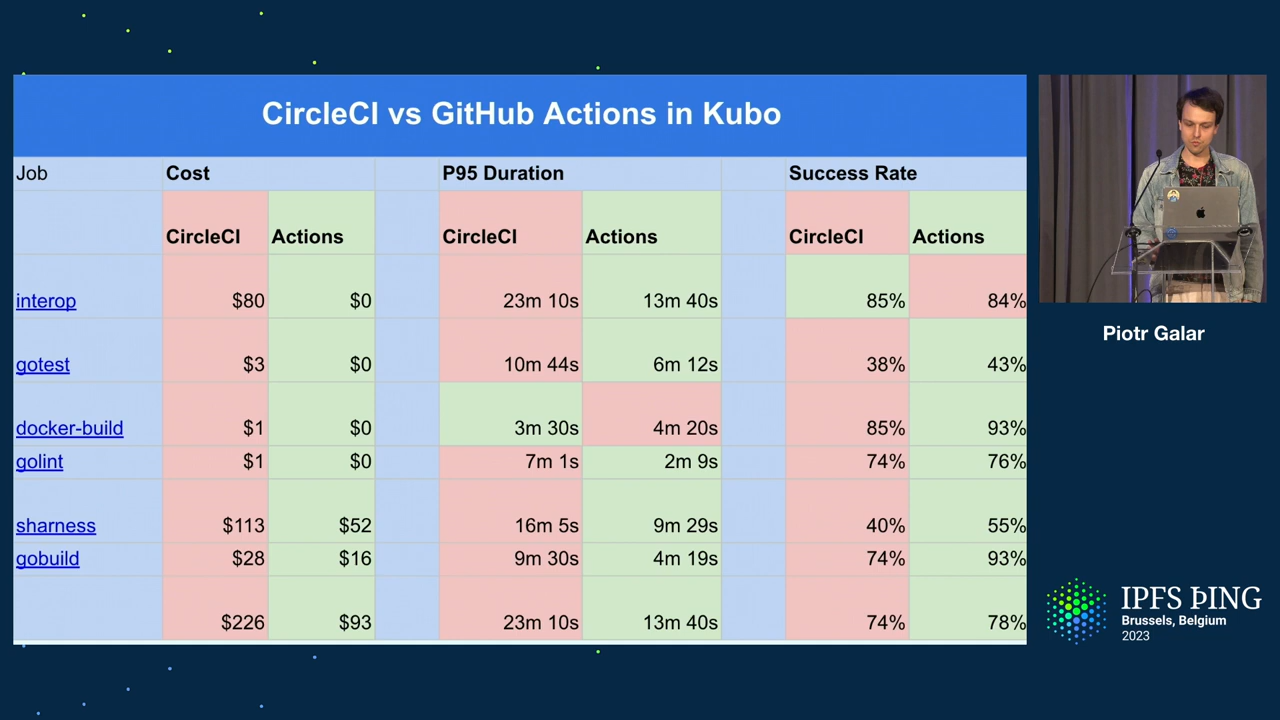 CircleCI vs GitHub Actions in Kubo
Job Cost P95 Duration Success Rate
CircleCI Actions CircleCI Actions CircleCI Actions
interop $80 $0 23m 10s 13m 40s 85% 84%
gotest $3 $0 10m 44s 6m 12s 38% 43%
docker-build $1 $0 3m 30s 4m 20s 85% 93%
golint $1 $0 7m 1s 2m 9s 74% 76%
sharness $113 $52 16m 5s 9m 29s 40% 55%
gobuild $28 $16 9m 30s 4m 19s 74% 93%
$226 $93 23m 10s 13m 40s 74% 78%
Piotr Galar
IPFS ÞING
Brussels, Belgium
2023